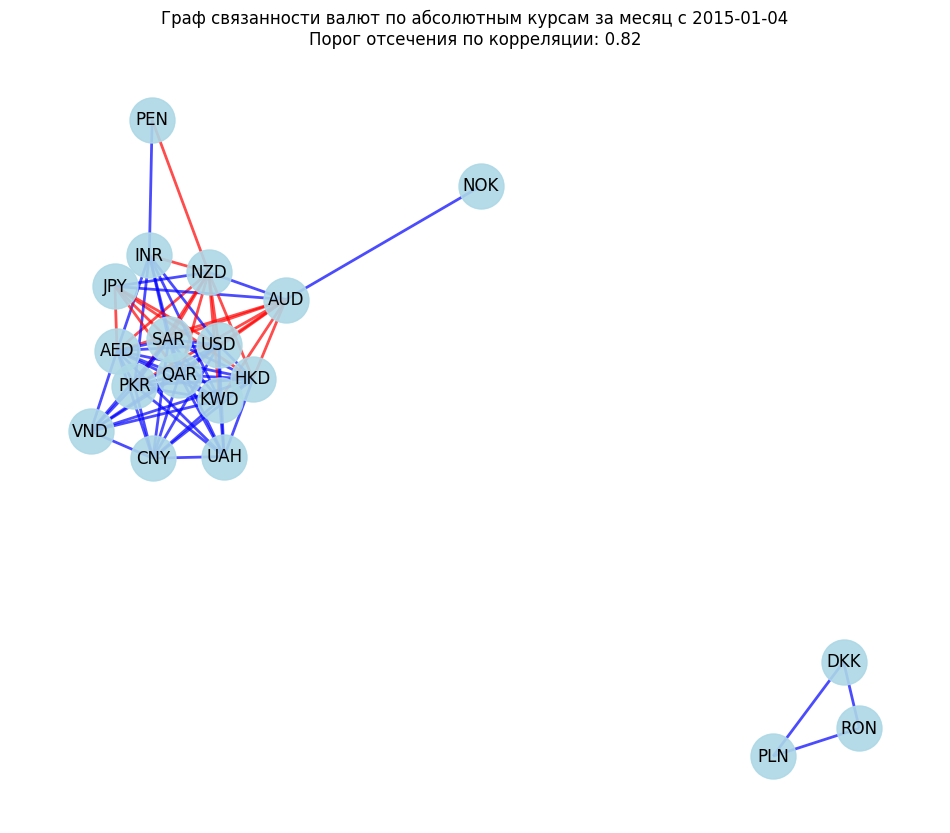 Граф связанности валют по абсолютным курсам за месяц с 2015-01-04
Порог отсечения по корреляции: 0.82
PEN
NOK
INR
NZD
JPY
AUD
SAR
USD
AED
QAR
HKD
PKR
KWD
VND
CNY
UAH
DKK
RON
PLN